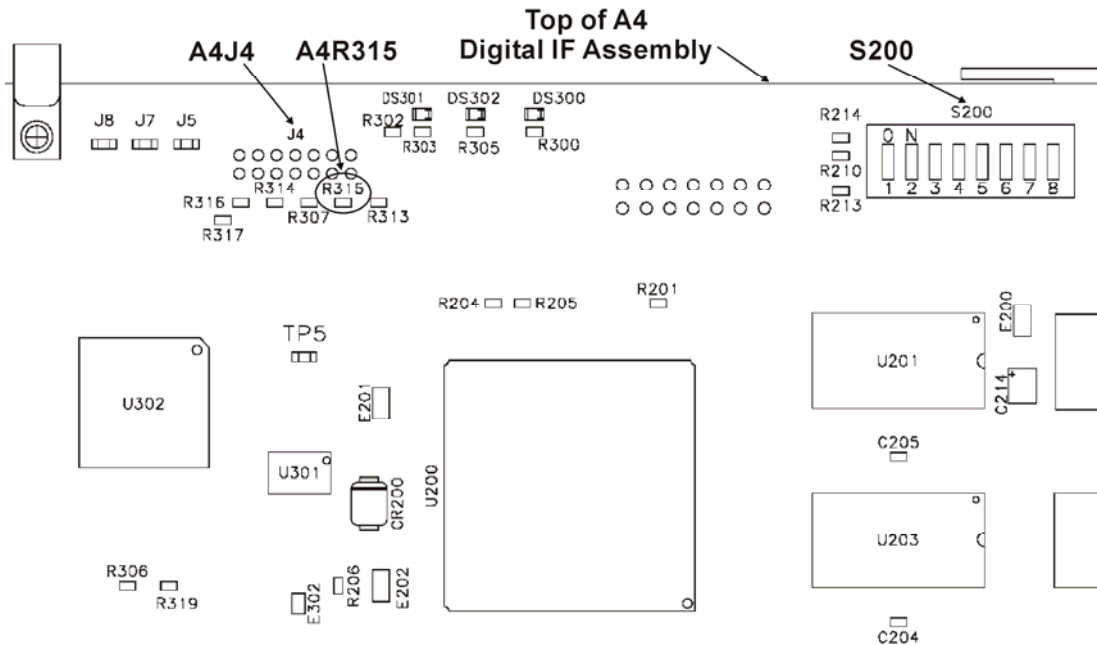 Top of A4
Digital IF Assembly
A4J4 A4R315 S200
DS301 DS302 DS300
S200
J8 J7 J5 J4 R302 R303 R305 R300 R214
O N
R210
1 2 3 4 5 6 7 8
R314 R315 R213
R316 R307 R313
R317
R204 R205 R201
E200
TP5
U201
C214
U302 E201
C205
U301 CR200 U200
U203
R306
R319 E302 R206 E202
C204